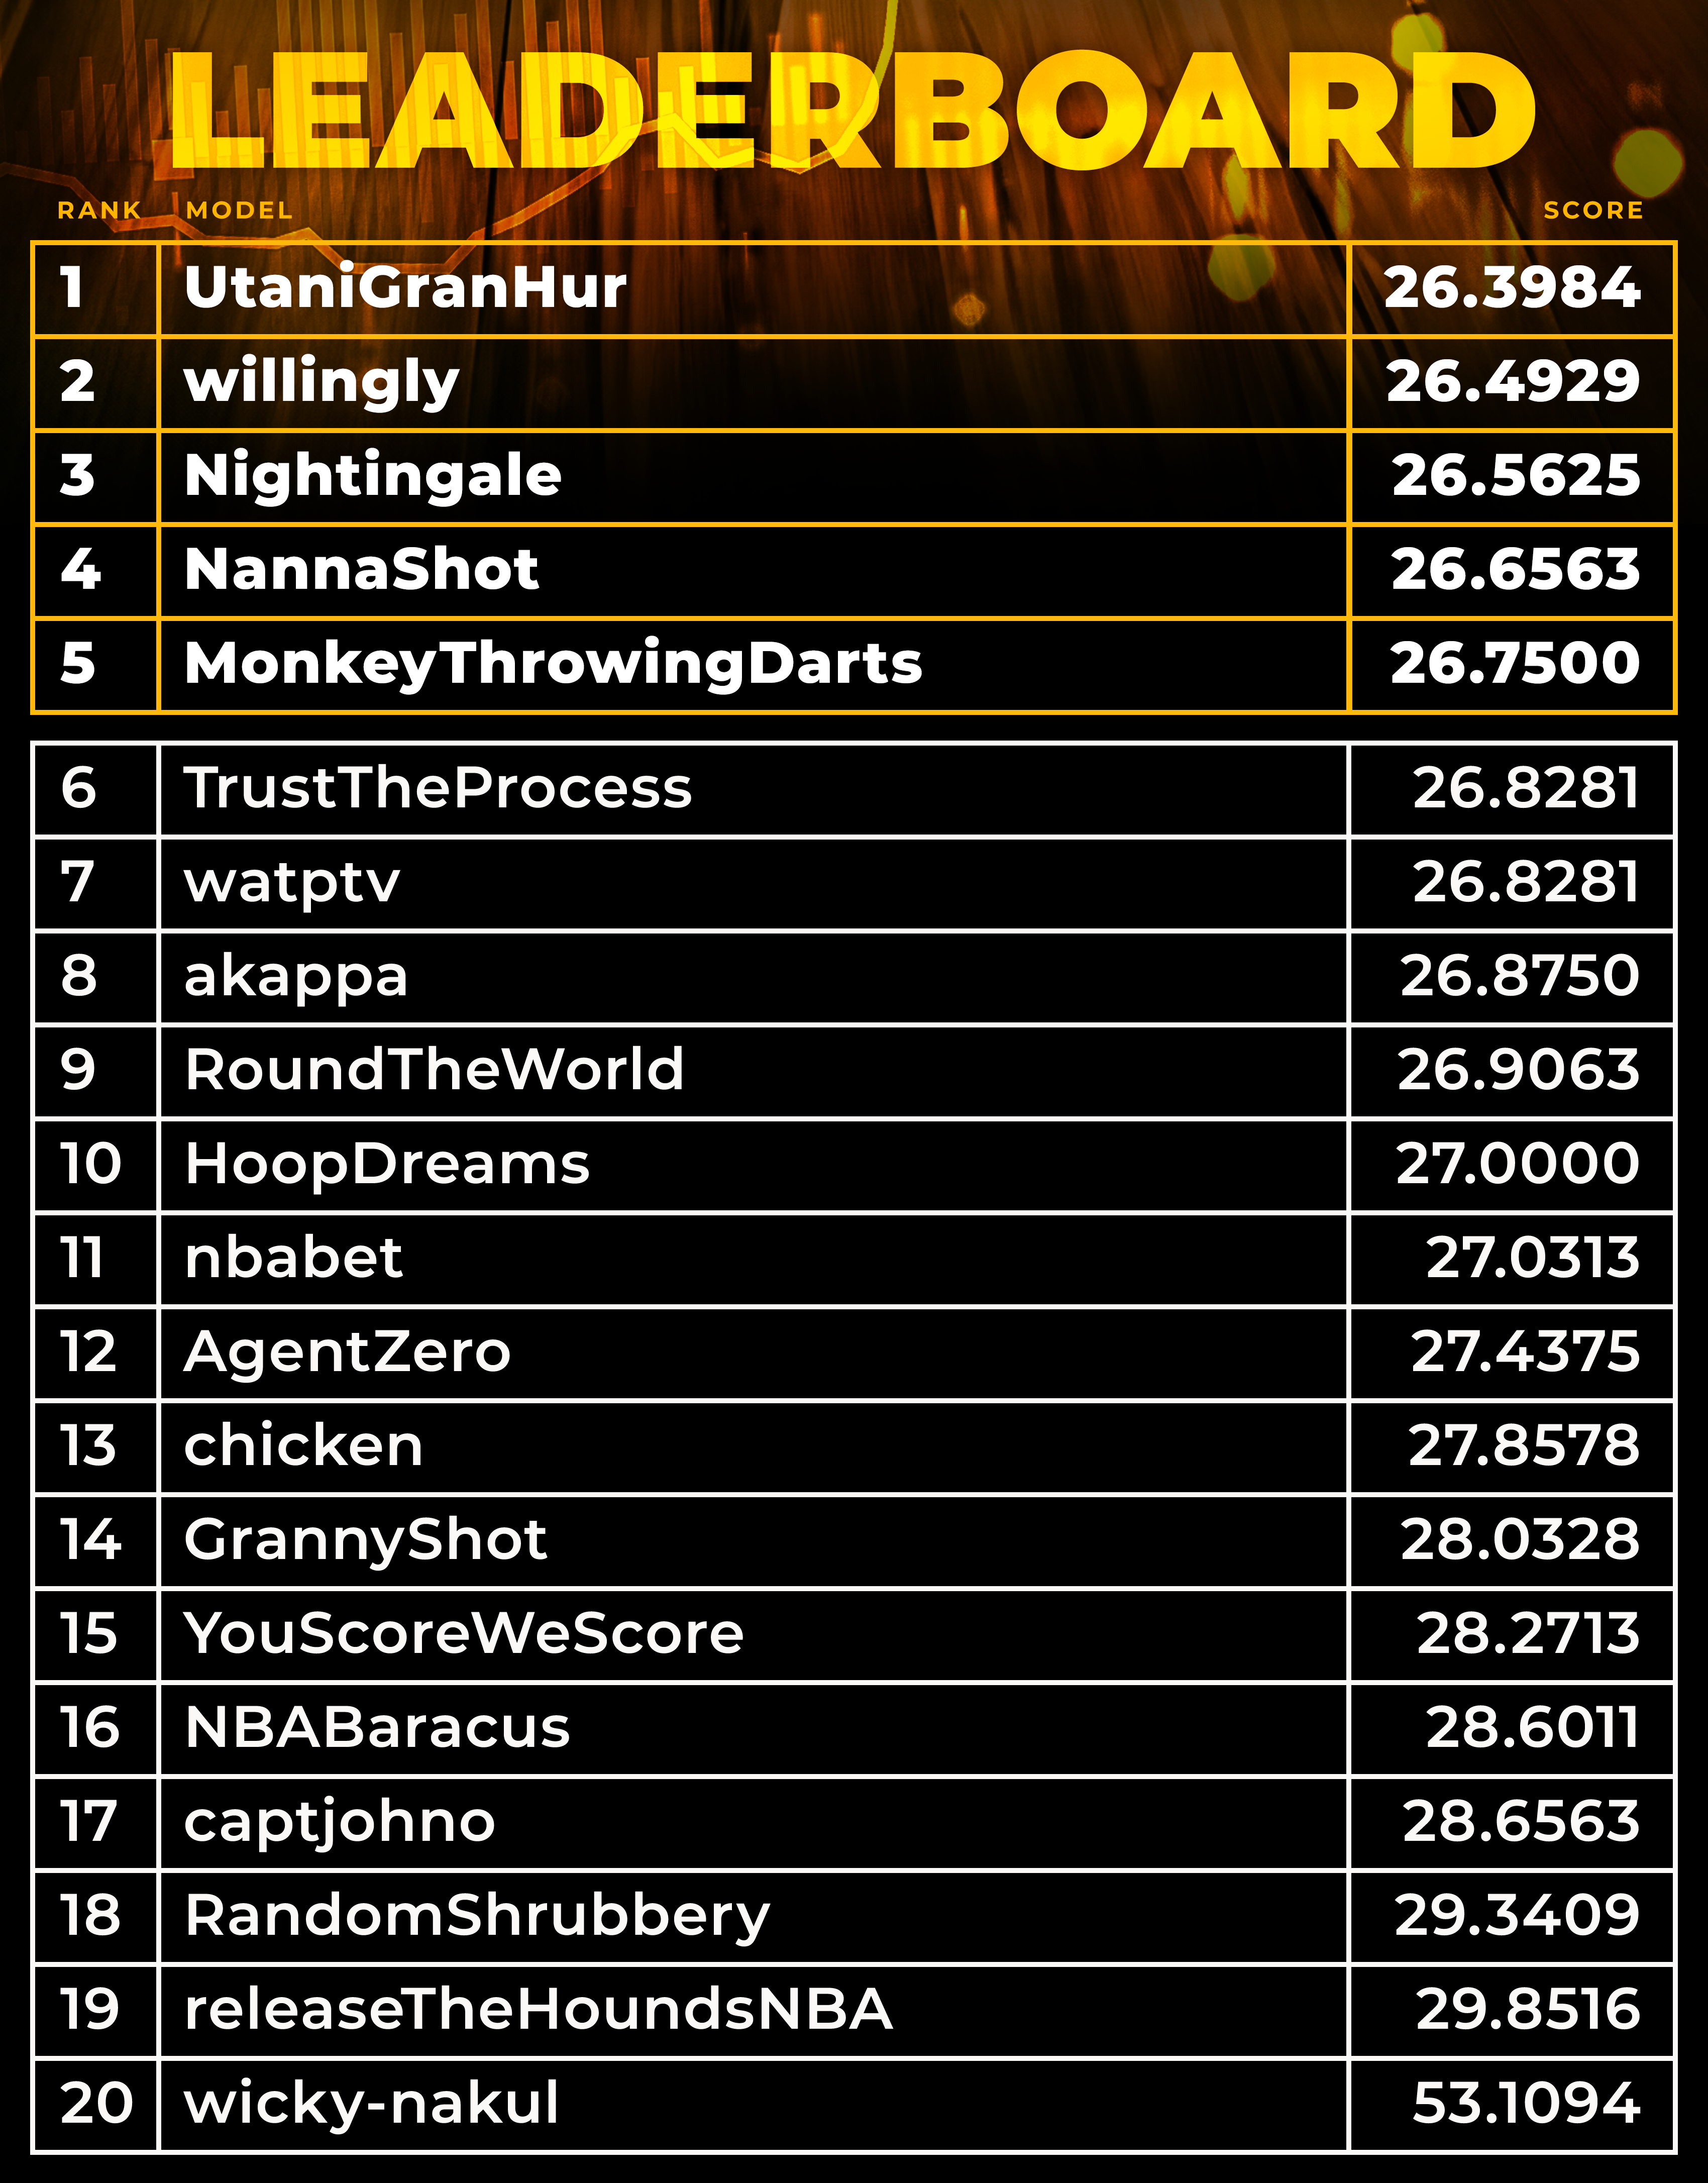 LEADERBOARD
RANK MODEL SCORE
1 UtaniGranHur 26.3984
2 willingly 26.4929
3 Nightingale 26.5625
4 NannaShot 26.6563
5 MonkeyThrowingDarts 26.7500
6 TrustTheProcess 26.8281
7 watptv 26.8281
8 akappa 26.8750
9 RoundTheWorld 26.9063
10 HoopDreams 27.0000
11 nbabet 27.0313
12 AgentZero 27.4375
13 chicken 27.8578
14 GrannyShot 28.0328
15 YouScoreWeScore 28.2713
16 NBABaracus 28.6011
17 captjohno 28.6563
18 RandomShrubbery 29.3409
19 releaseTheHoundsNBA 29.8516
20 wicky-nakul 53.1094